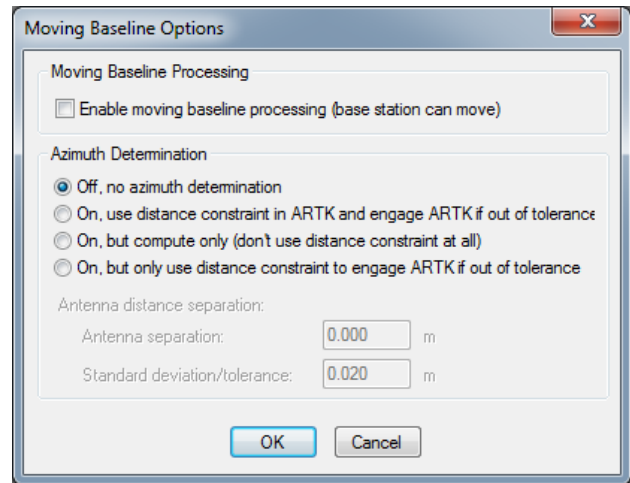 Moving Baseline Options
Moving Baseline Processing
Enable moving baseline processing (base station can move)
Azimuth Determination
Off, no azimuth determination
On, use distance constraint in ARTK and engage ARTK if out of tolerance
On, but compute only (don't use distance constraint at all)
On, but only use distance constraint to engage ARTK if out of tolerance
Antenna distance separation:
Antenna separation: 0.000 m
Standard deviation/tolerance: 0.020 m
OK Cancel